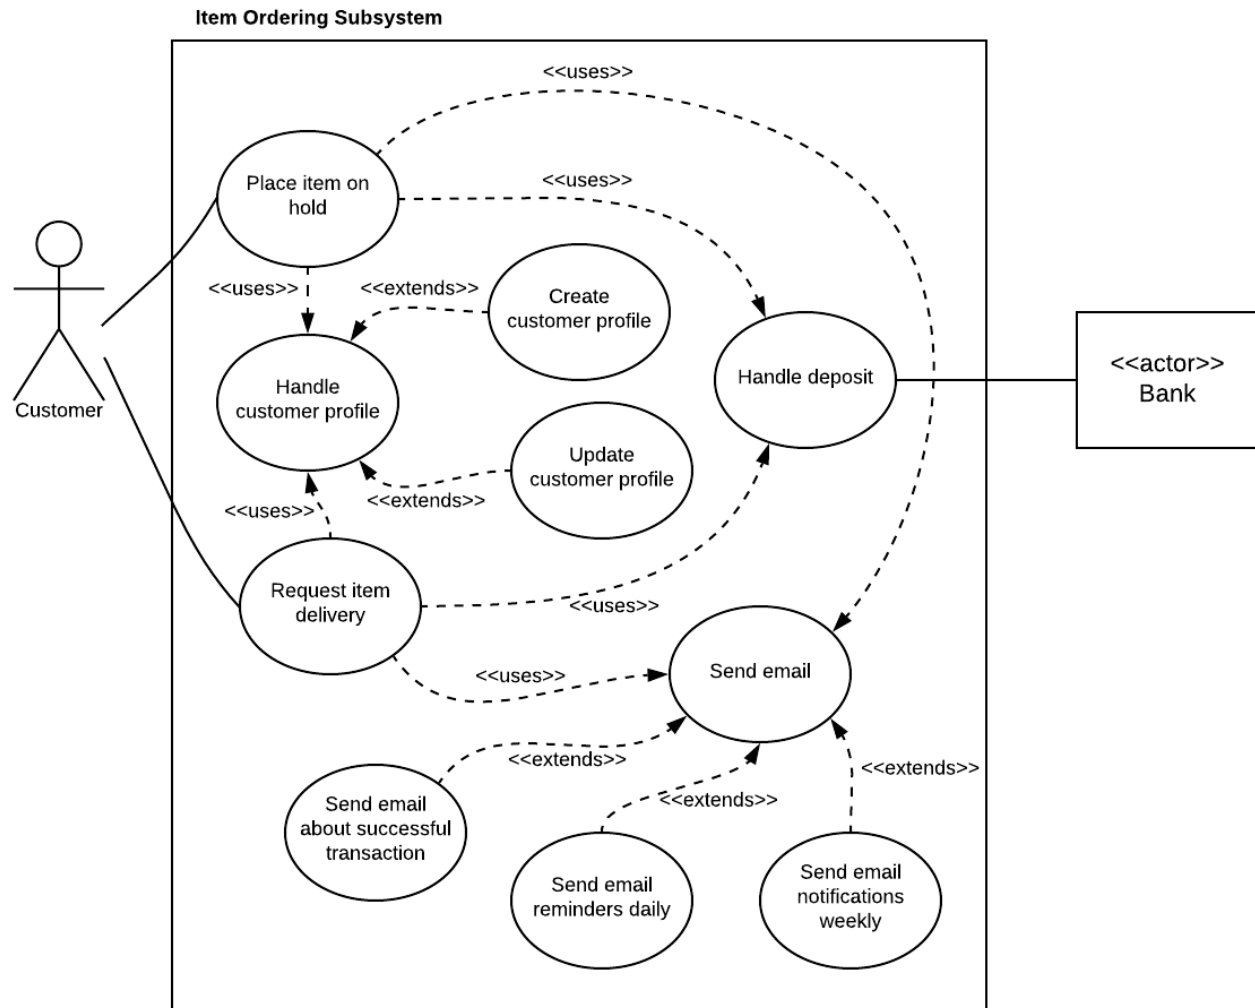 Item Ordering Subsystem
<<uses>>
Place item on
hold
<<uses>>
<<uses>>
<<extends>>
Create
customer profile
Customer
Handle
customer profile
Handle deposit
<<actor>>
Bank
Update
customer profile
<<extends>>
<<uses>>
Request item
delivery
<<uses>>
<<uses>>
Send email
<<extends>>
<<extends>>
<<extends>>
Send email
about successful
transaction
Send email
reminders daily
Send email
notifications
weekly